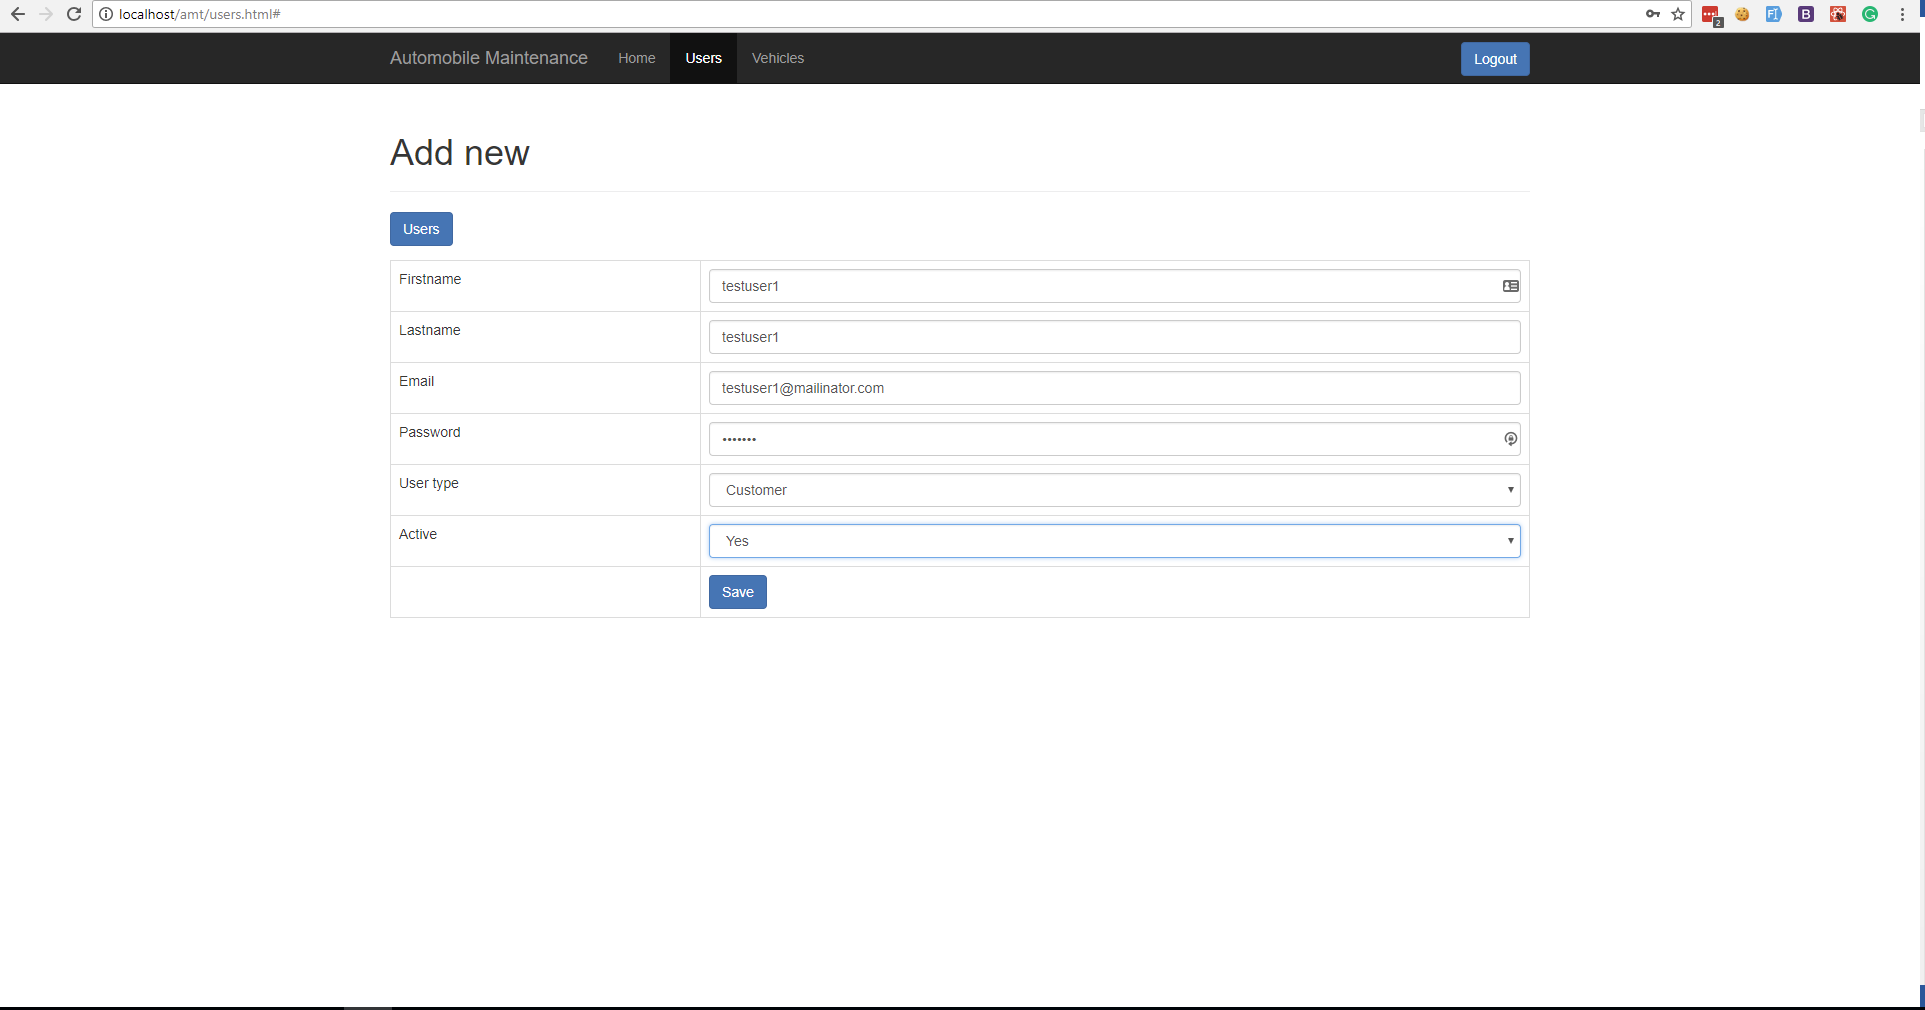 localhost/amt/users.html#
2
Automobile Maintenance Home Users Vehicles Logout
Add new
Users
Firstname testuser1
Lastname testuser1
Email testuser1@mailinator.com
Password •••••••
User type Customer
Active Yes
Save